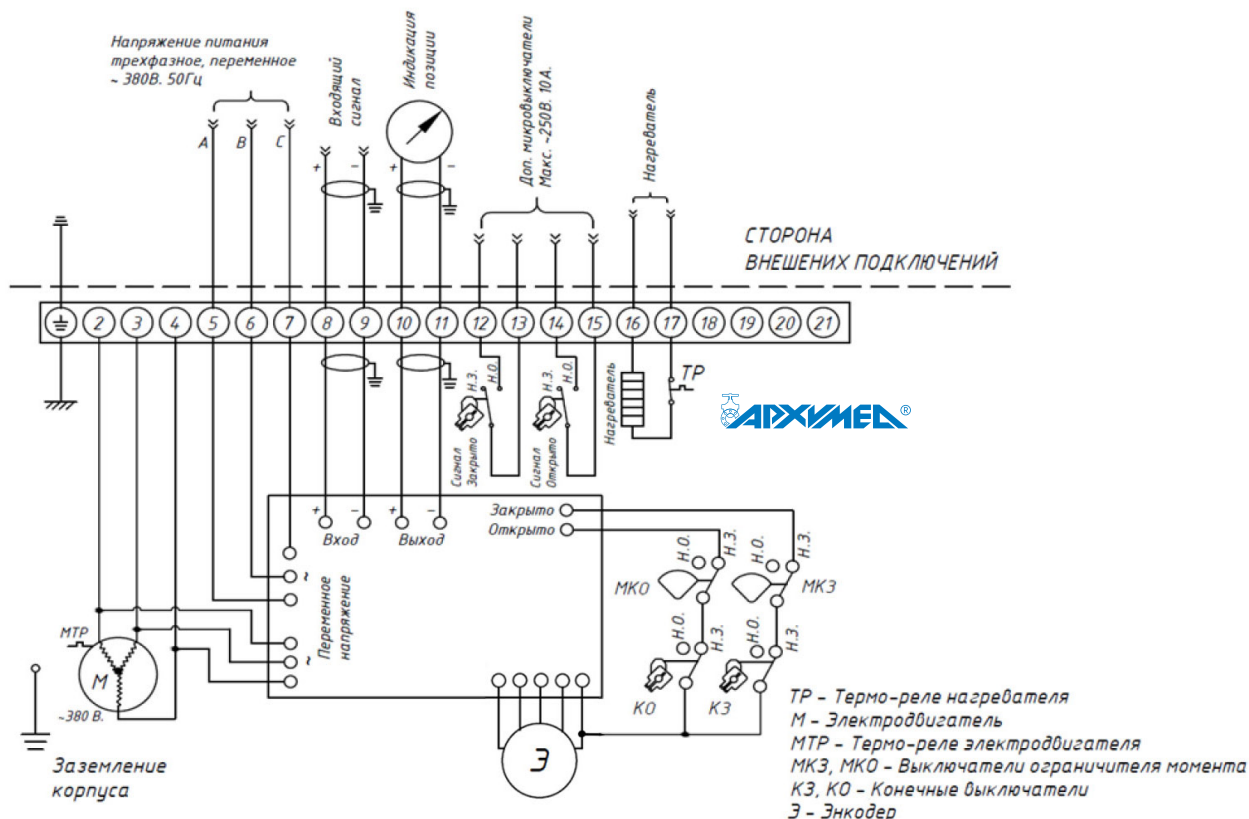 Напряжение питания
трехфазное, переменное
~ 380В. 50Гц
A
B
C
Входящий
сигнал
+
–
Индикация
позиции
+
–
Доп. микровыключатели
Макс. ~250В. 10А.
Нагреватель
СТОРОНА
ВНЕШЕНИХ ПОДКЛЮЧЕНИЙ
2 3 4 5 6 7 8 9 10 11 12 13 14 15 16 17 18 19 20 21
Н.З.
Н.О.
Сигнал
Закрыто
Н.З.
Н.О.
Сигнал
Открыто
Нагреватель
ТР
АРХИМЕД®
+
–
Вход
+
–
Выход
Закрыто
Открыто
~
Переменное
напряжение
~
Н.О.
Н.З.
МКО
Н.О.
Н.З.
МКЗ
Н.О.
Н.З.
КО
Н.О.
Н.З.
КЗ
МТР
М
~380 В.
Заземление
корпуса
Э
ТР – Термо-реле нагревателя
М – Электродвигатель
МТР – Термо-реле электродвигателя
МКЗ, МКО – Выключатели ограничителя момента
КЗ, КО – Конечные выключатели
Э – Энкодер